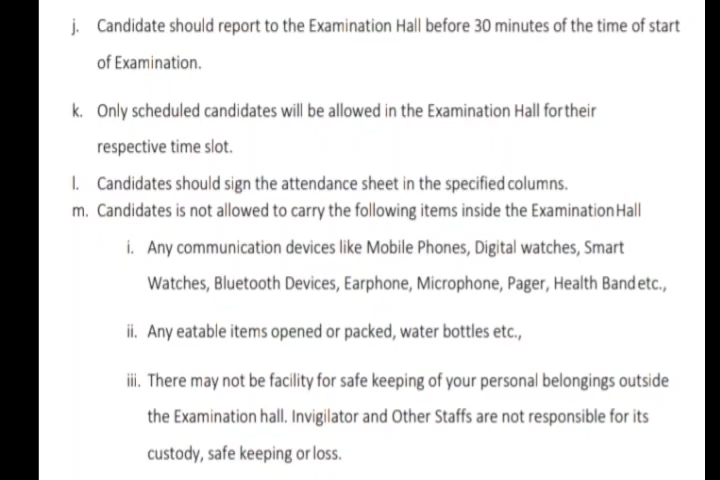 j. Candidate should report to the Examination Hall before 30 minutes of the time of start
of Examination.
k. Only scheduled candidates will be allowed in the Examination Hall fortheir
respective time slot.
l. Candidates should sign the attendance sheet in the specified columns.
m. Candidates is not allowed to carry the following items inside the Examination Hall
i. Any communication devices like Mobile Phones, Digital watches, Smart
Watches, Bluetooth Devices, Earphone, Microphone, Pager, Health Band etc.,
ii. Any eatable items opened or packed, water bottles etc.,
iii. There may not be facility for safe keeping of your personal belongings outside
the Examination hall. Invigilator and Other Staffs are not responsible for its
custody, safe keeping or loss.